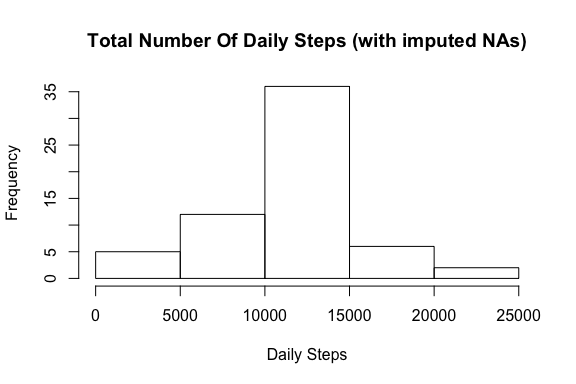 Total Number Of Daily Steps (with imputed NAs)
Frequency
35
25
15
5
0
0 5000 10000 15000 20000 25000
Daily Steps